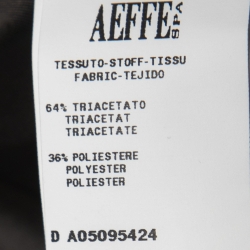 AEFFE SPA
TESSUTO-STOFF-TISSU
FABRIC-TEJIDO
64% TRIACETATO
TRIACETAT
TRIACETATE
36% POLIESTERE
POLYESTER
POLIESTER
D A05095424